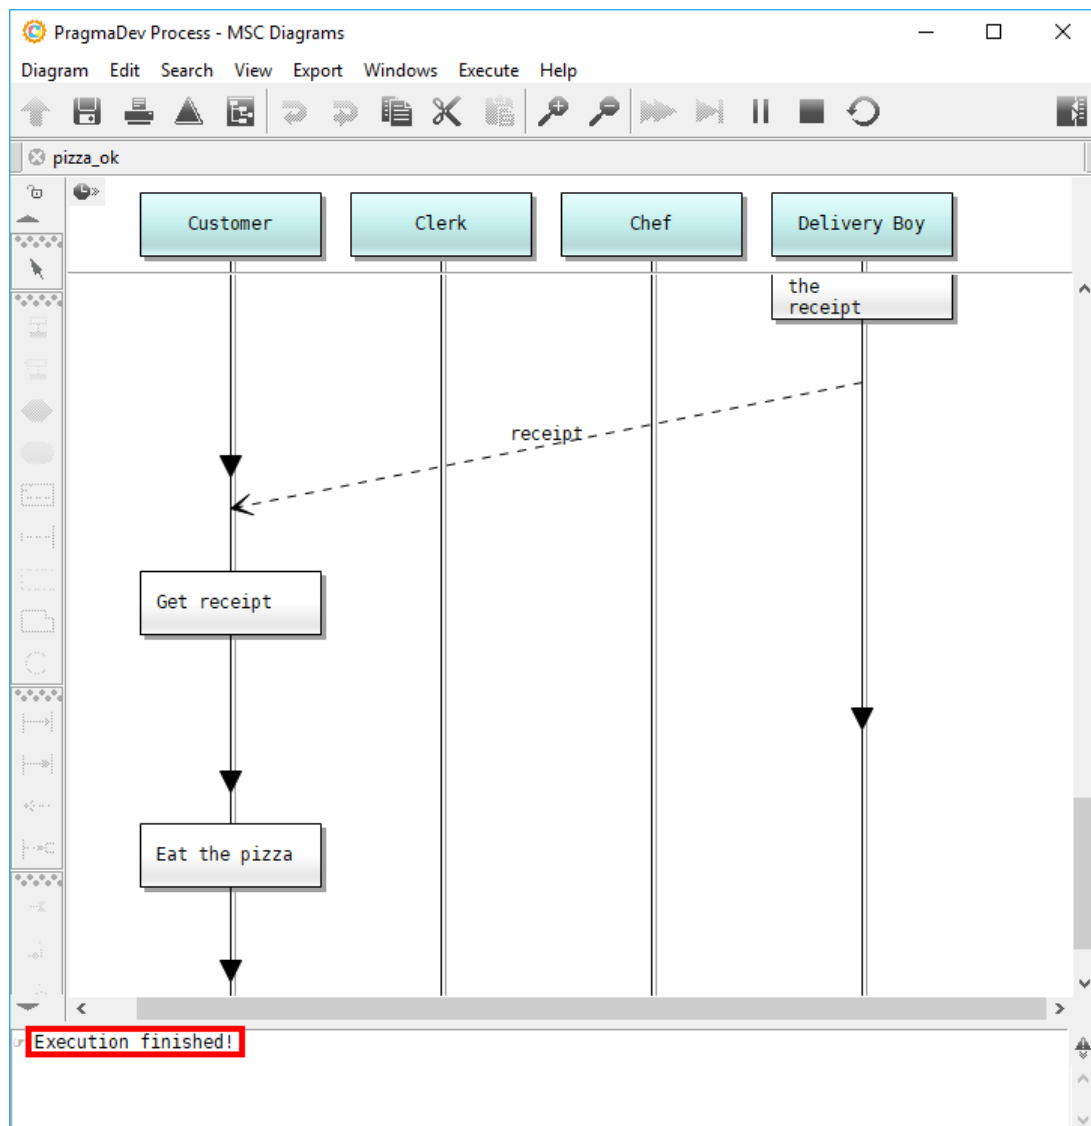 PragmaDev Process - MSC Diagrams
Diagram Edit Search View Export Windows Execute Help
pizza_ok
Customer Clerk Chef Delivery Boy
the
receipt
receipt
Get receipt
Eat the pizza
Execution finished!